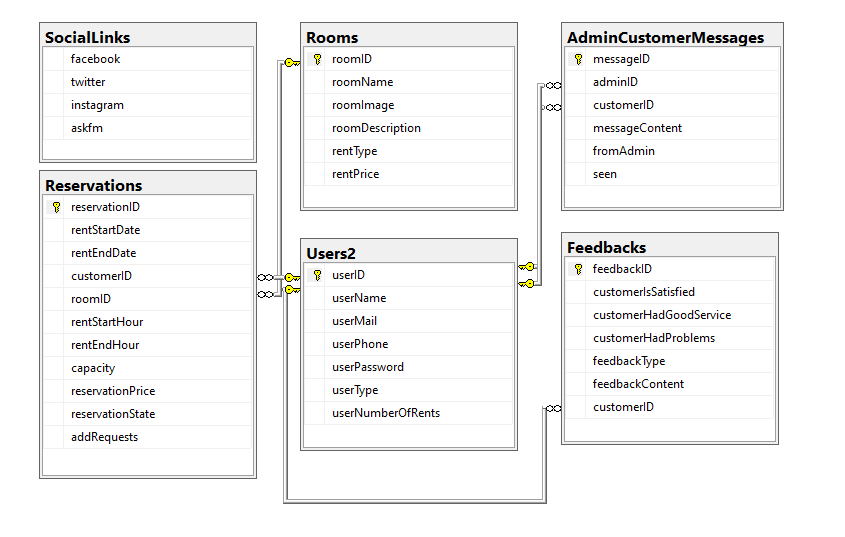 SocialLinks
facebook
twitter
instagram
askfm
Rooms
roomID
roomName
roomImage
roomDescription
rentType
rentPrice
AdminCustomerMessages
messageID
adminID
customerID
messageContent
fromAdmin
seen
Reservations
reservationID
rentStartDate
rentEndDate
customerID
roomID
rentStartHour
rentEndHour
capacity
reservationPrice
reservationState
addRequests
Users2
userID
userName
userMail
userPhone
userPassword
userType
userNumberOfRents
Feedbacks
feedbackID
customerIsSatisfied
customerHadGoodService
customerHadProblems
feedbackType
feedbackContent
customerID